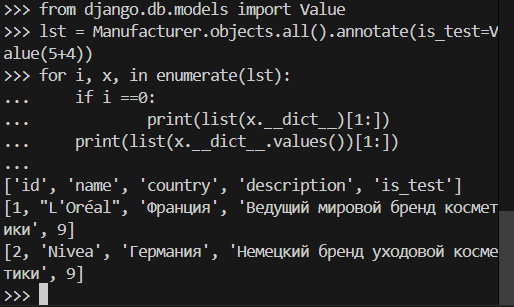 >>> from django.db.models import Value
>>> lst = Manufacturer.objects.all().annotate(is_test=V
alue(5+4))
>>> for i, x, in enumerate(lst):
...     if i ==0:
...             print(list(x.__dict__)[1:])
...     print(list(x.__dict__.values())[1:])
...
['id', 'name', 'country', 'description', 'is_test']
[1, "L'Oréal", 'Франция', 'Ведущий мировой бренд космет
ики', 9]
[2, 'Nivea', 'Германия', 'Немецкий бренд уходовой косме
тики', 9]
>>>